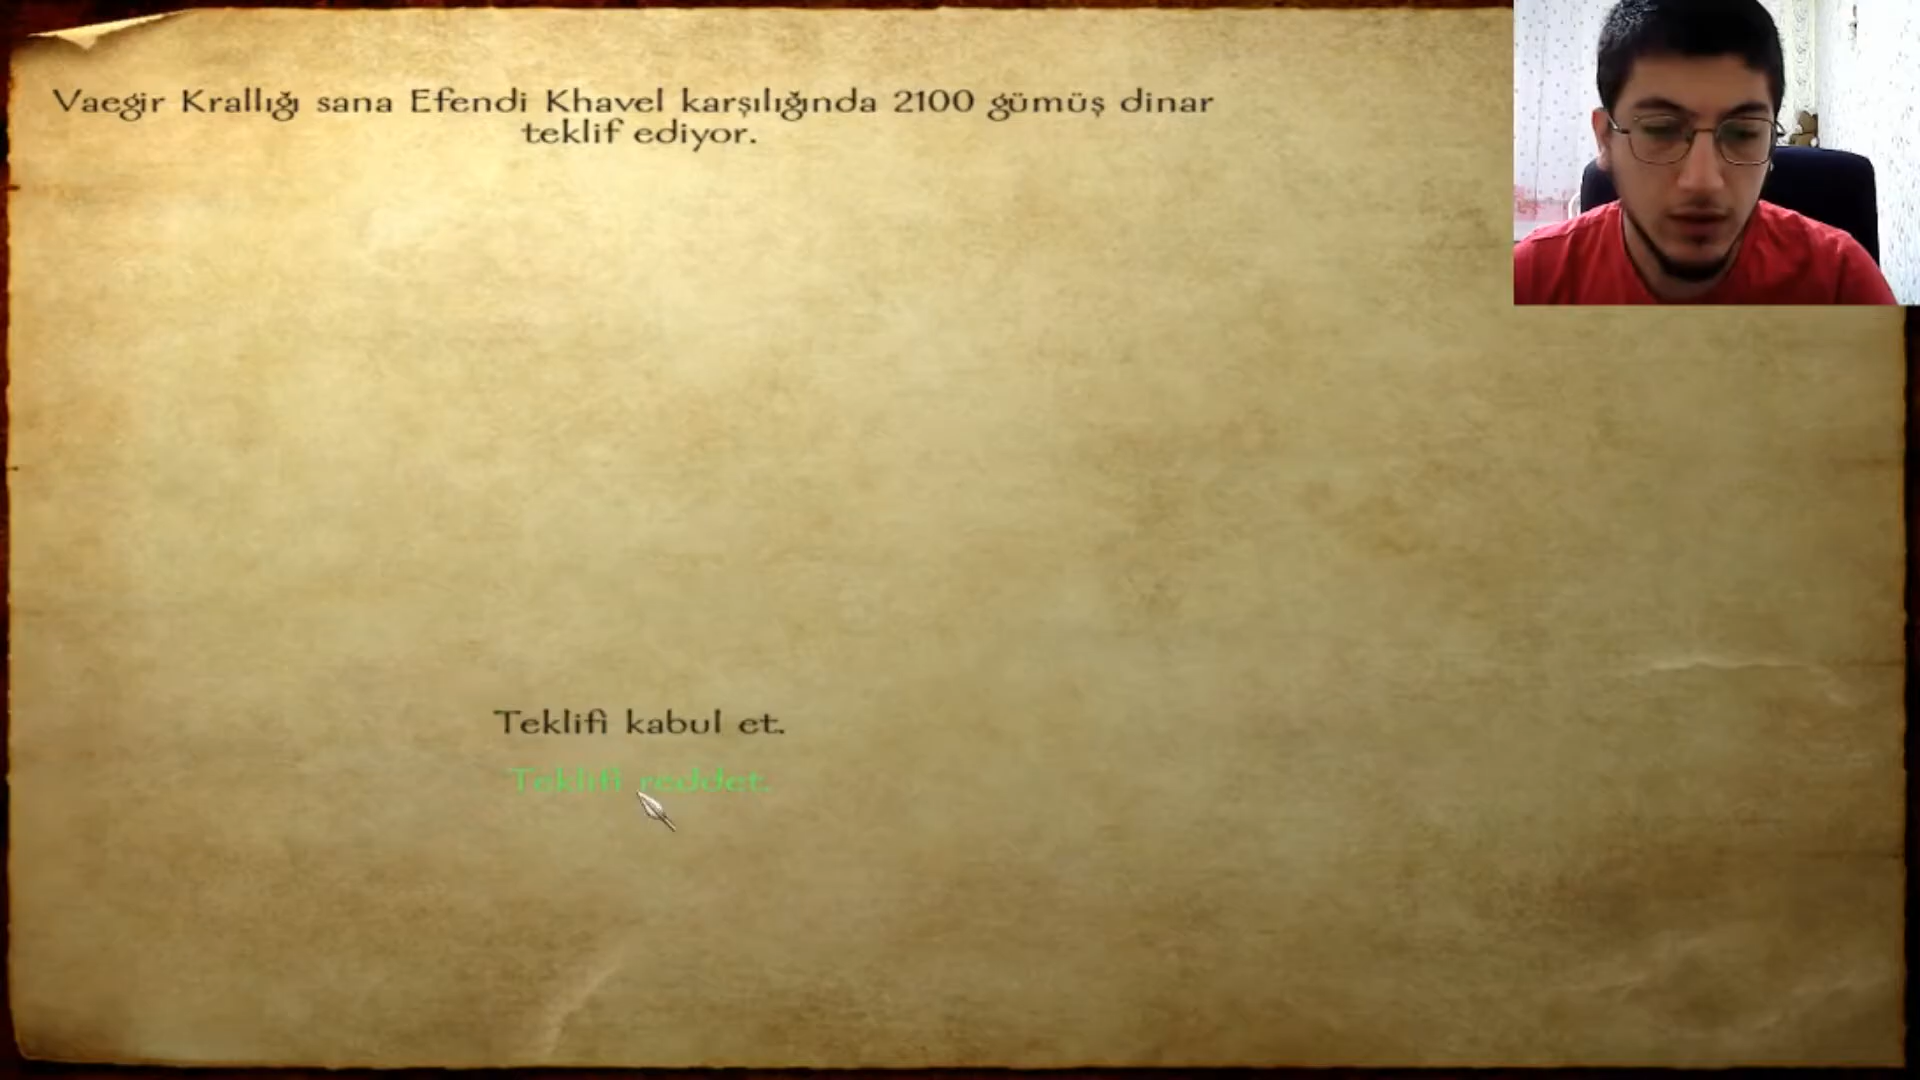 Vaegir Krallığı sana Efendi Khavel karşılığında 2100 gümüş dinar
teklif ediyor.
Teklifi kabul et.
Teklifi reddet.